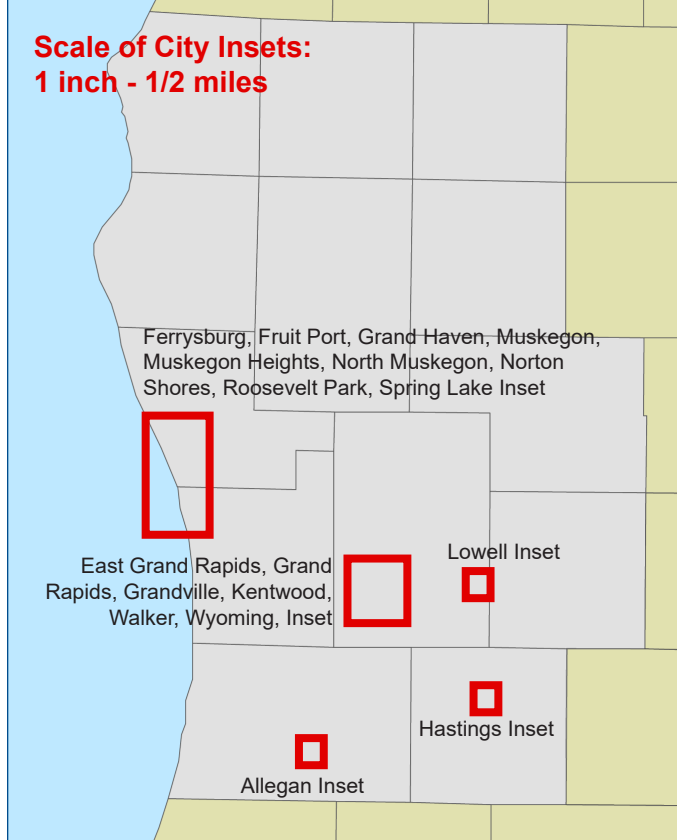 Scale of City Insets:
1 inch - 1/2 miles
Ferrysburg, Fruit Port, Grand Haven, Muskegon,
Muskegon Heights, North Muskegon, Norton
Shores, Roosevelt Park, Spring Lake Inset
East Grand Rapids, Grand
Rapids, Grandville, Kentwood,
Walker, Wyoming, Inset
Lowell Inset
Hastings Inset
Allegan Inset